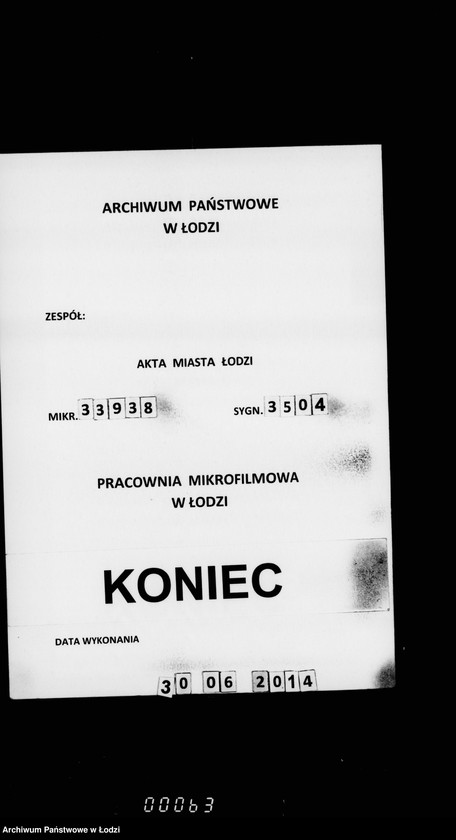 ARCHIWUM PAŃSTWOWE
W ŁODZI
ZESPÓŁ:
AKTA MIASTA ŁODZI
MIKR. 33938 SYGN. 3504
PRACOWNIA MIKROFILMOWA
W ŁODZI
KONIEC
DATA WYKONANIA
30 06 2014
000063
Archiwum Państwowe w Łodzi